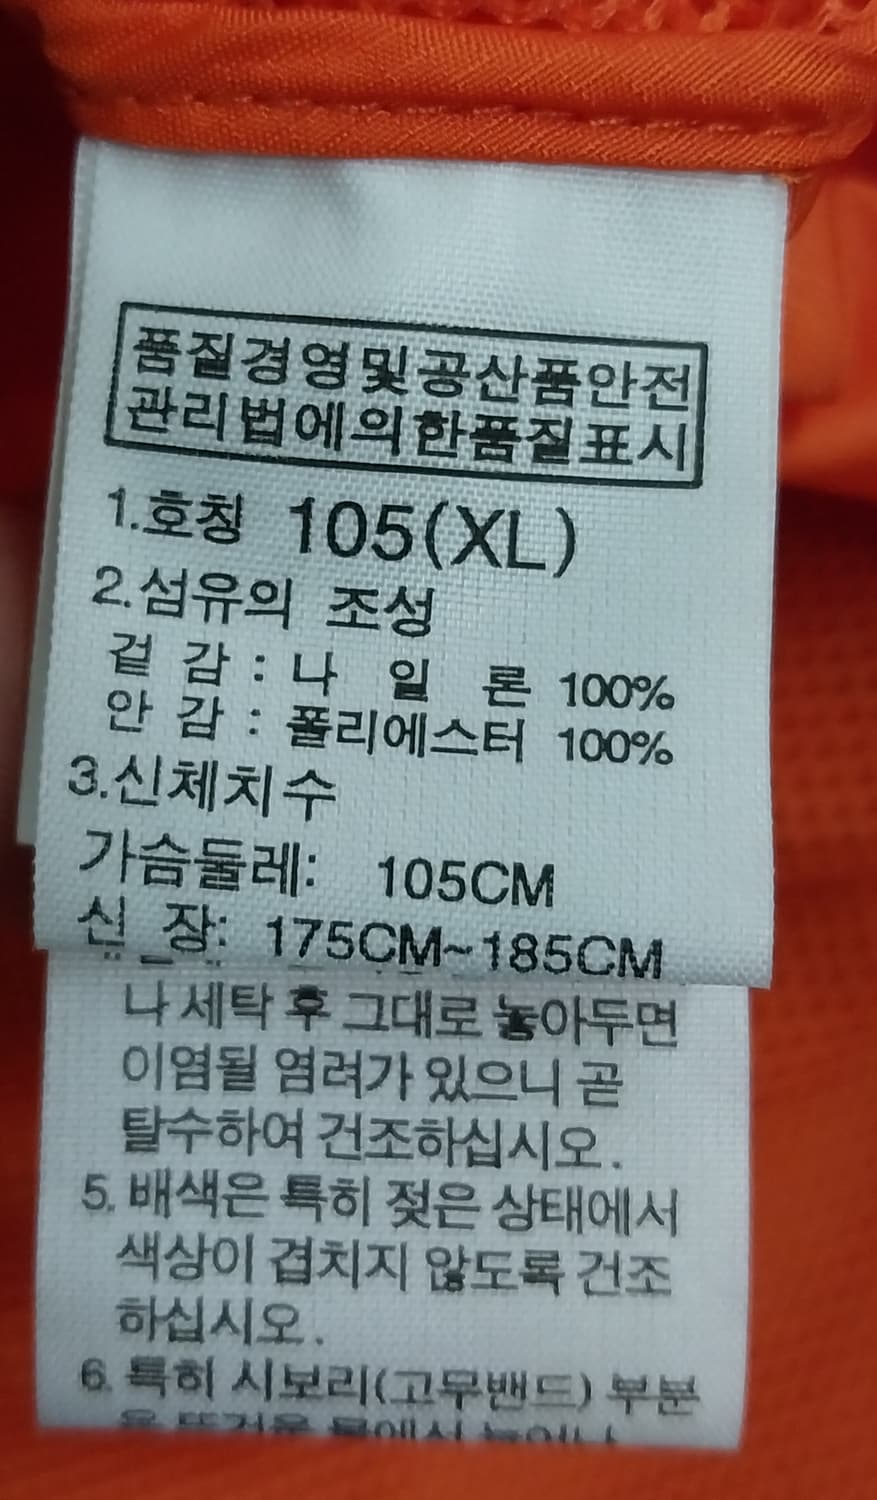 품질경영및공산품안전
관리법에의한품질표시
1.호칭 105(XL)
2.섬유의 조성
겉 감 : 나 일 론 100%
안 감 : 폴리에스터 100%
3.신체치수
가슴둘레: 105CM
신 장: 175CM~185CM
나 세탁 후 그대로 놓아두면
이염될 염려가 있으니 곧
탈수하여 건조하십시오.
5. 배색은 특히 젖은 상태에서
색상이 겹치지 않도록 건조
하십시오.
6. 특히 시보리(고무밴드) 부분